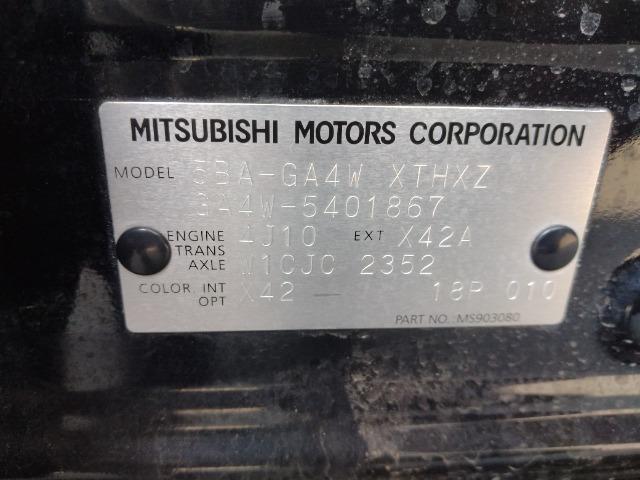 MITSUBISHI MOTORS CORPORATION
MODEL 5BA-GA4W XTHXZ
GA4W-5401867
ENGINE 4J10 EXT X42A
TRANS
AXLE W1CJC 2352
COLOR, INT X42 — 18P 010
OPT
PART NO.:MS903080